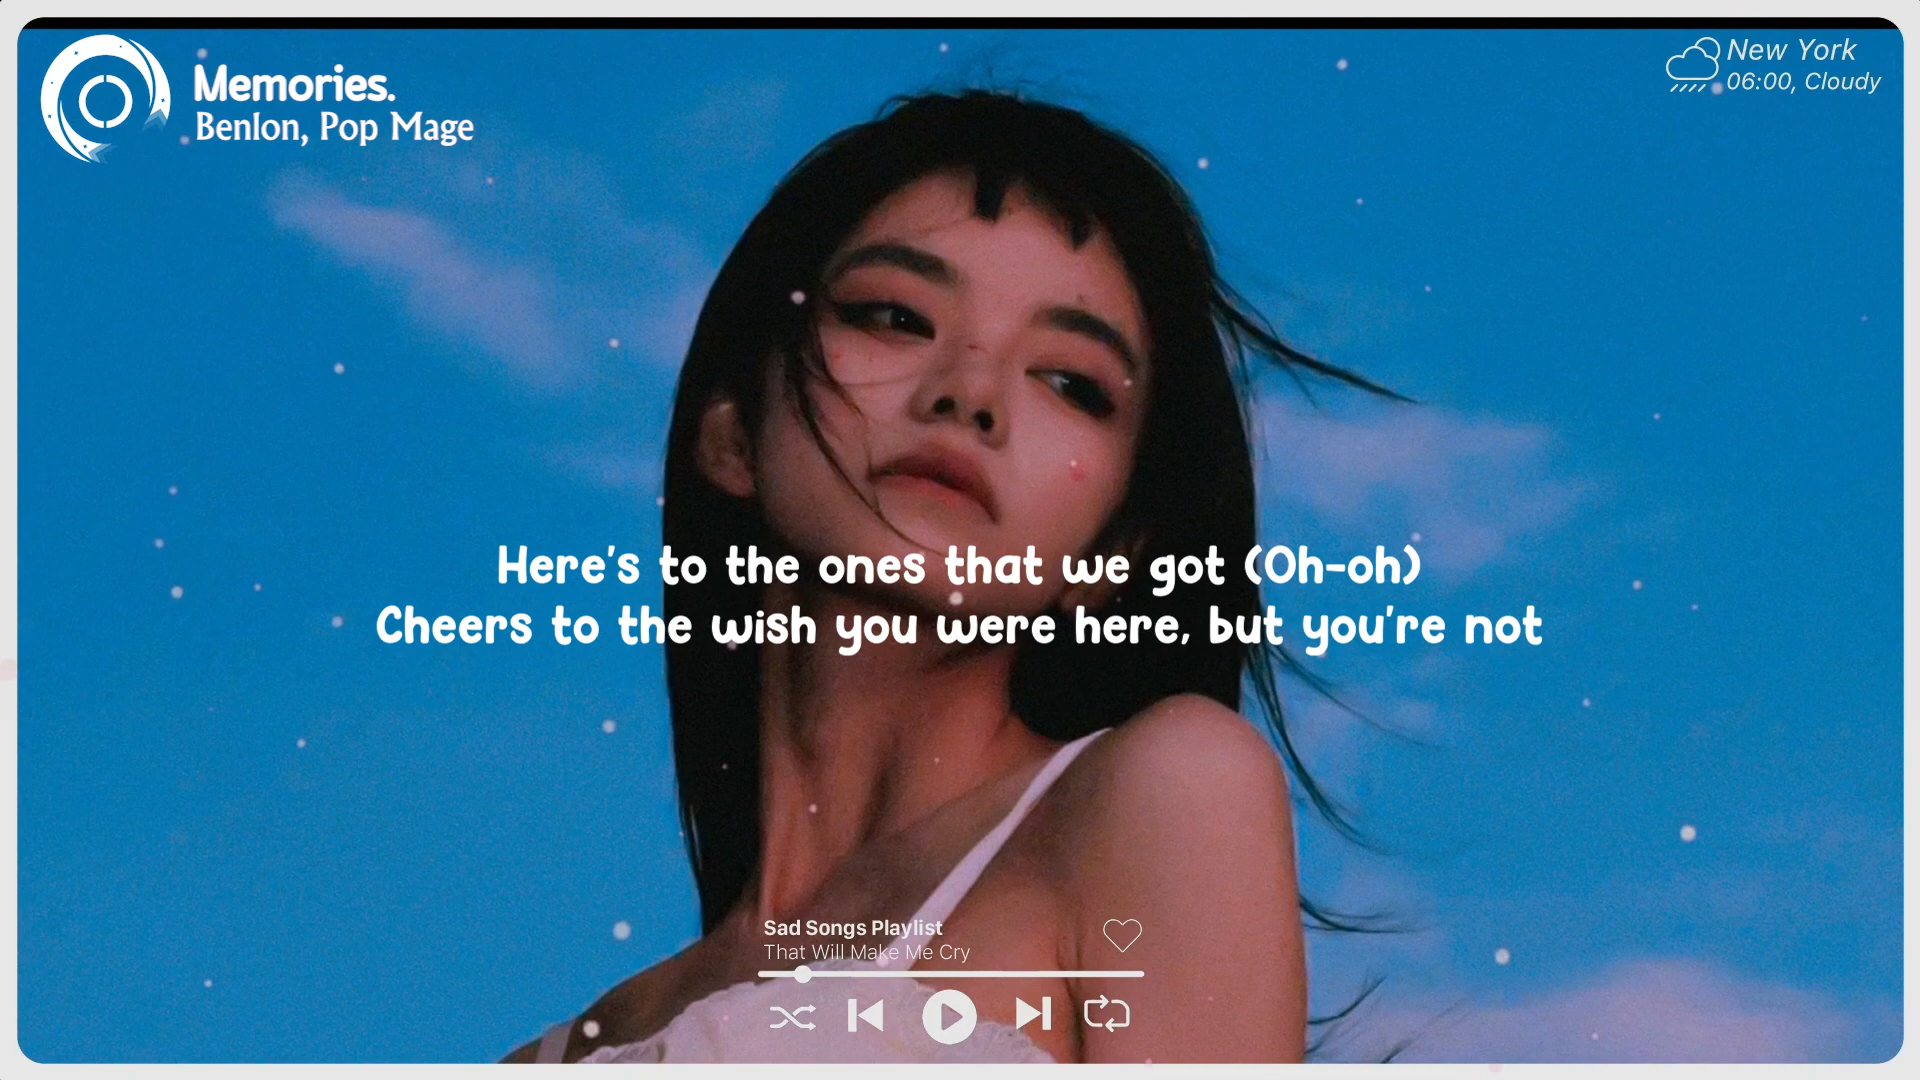 Memories.
Benlon, Pop Mage
New York
06:00, Cloudy
Here's to the ones that we got (Oh-oh)
Cheers to the wish you were here, but you're not
Sad Songs Playlist
That Will Make Me Cry